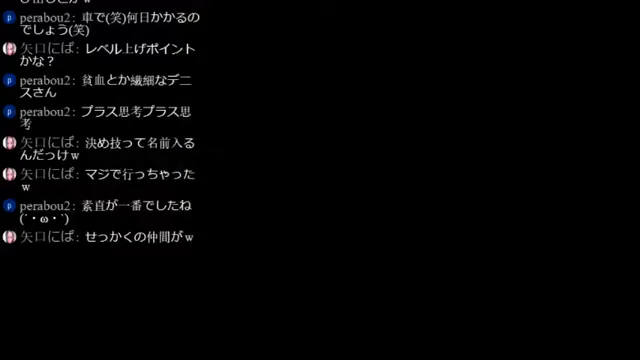 perabou2: 車で(笑)何日かかるの
でしょう(笑)
矢口にぱ: レベル上げポイント
かな？
perabou2: 貧血とか繊細なデニ
スさん
perabou2: プラス思考プラス思
考
矢口にぱ: 決め技って名前入る
んだっけｗ
矢口にぱ: マジで行っちゃった
ｗ
perabou2: 素直が一番でしたね
(´・ω・`)
矢口にぱ: せっかくの仲間がｗ